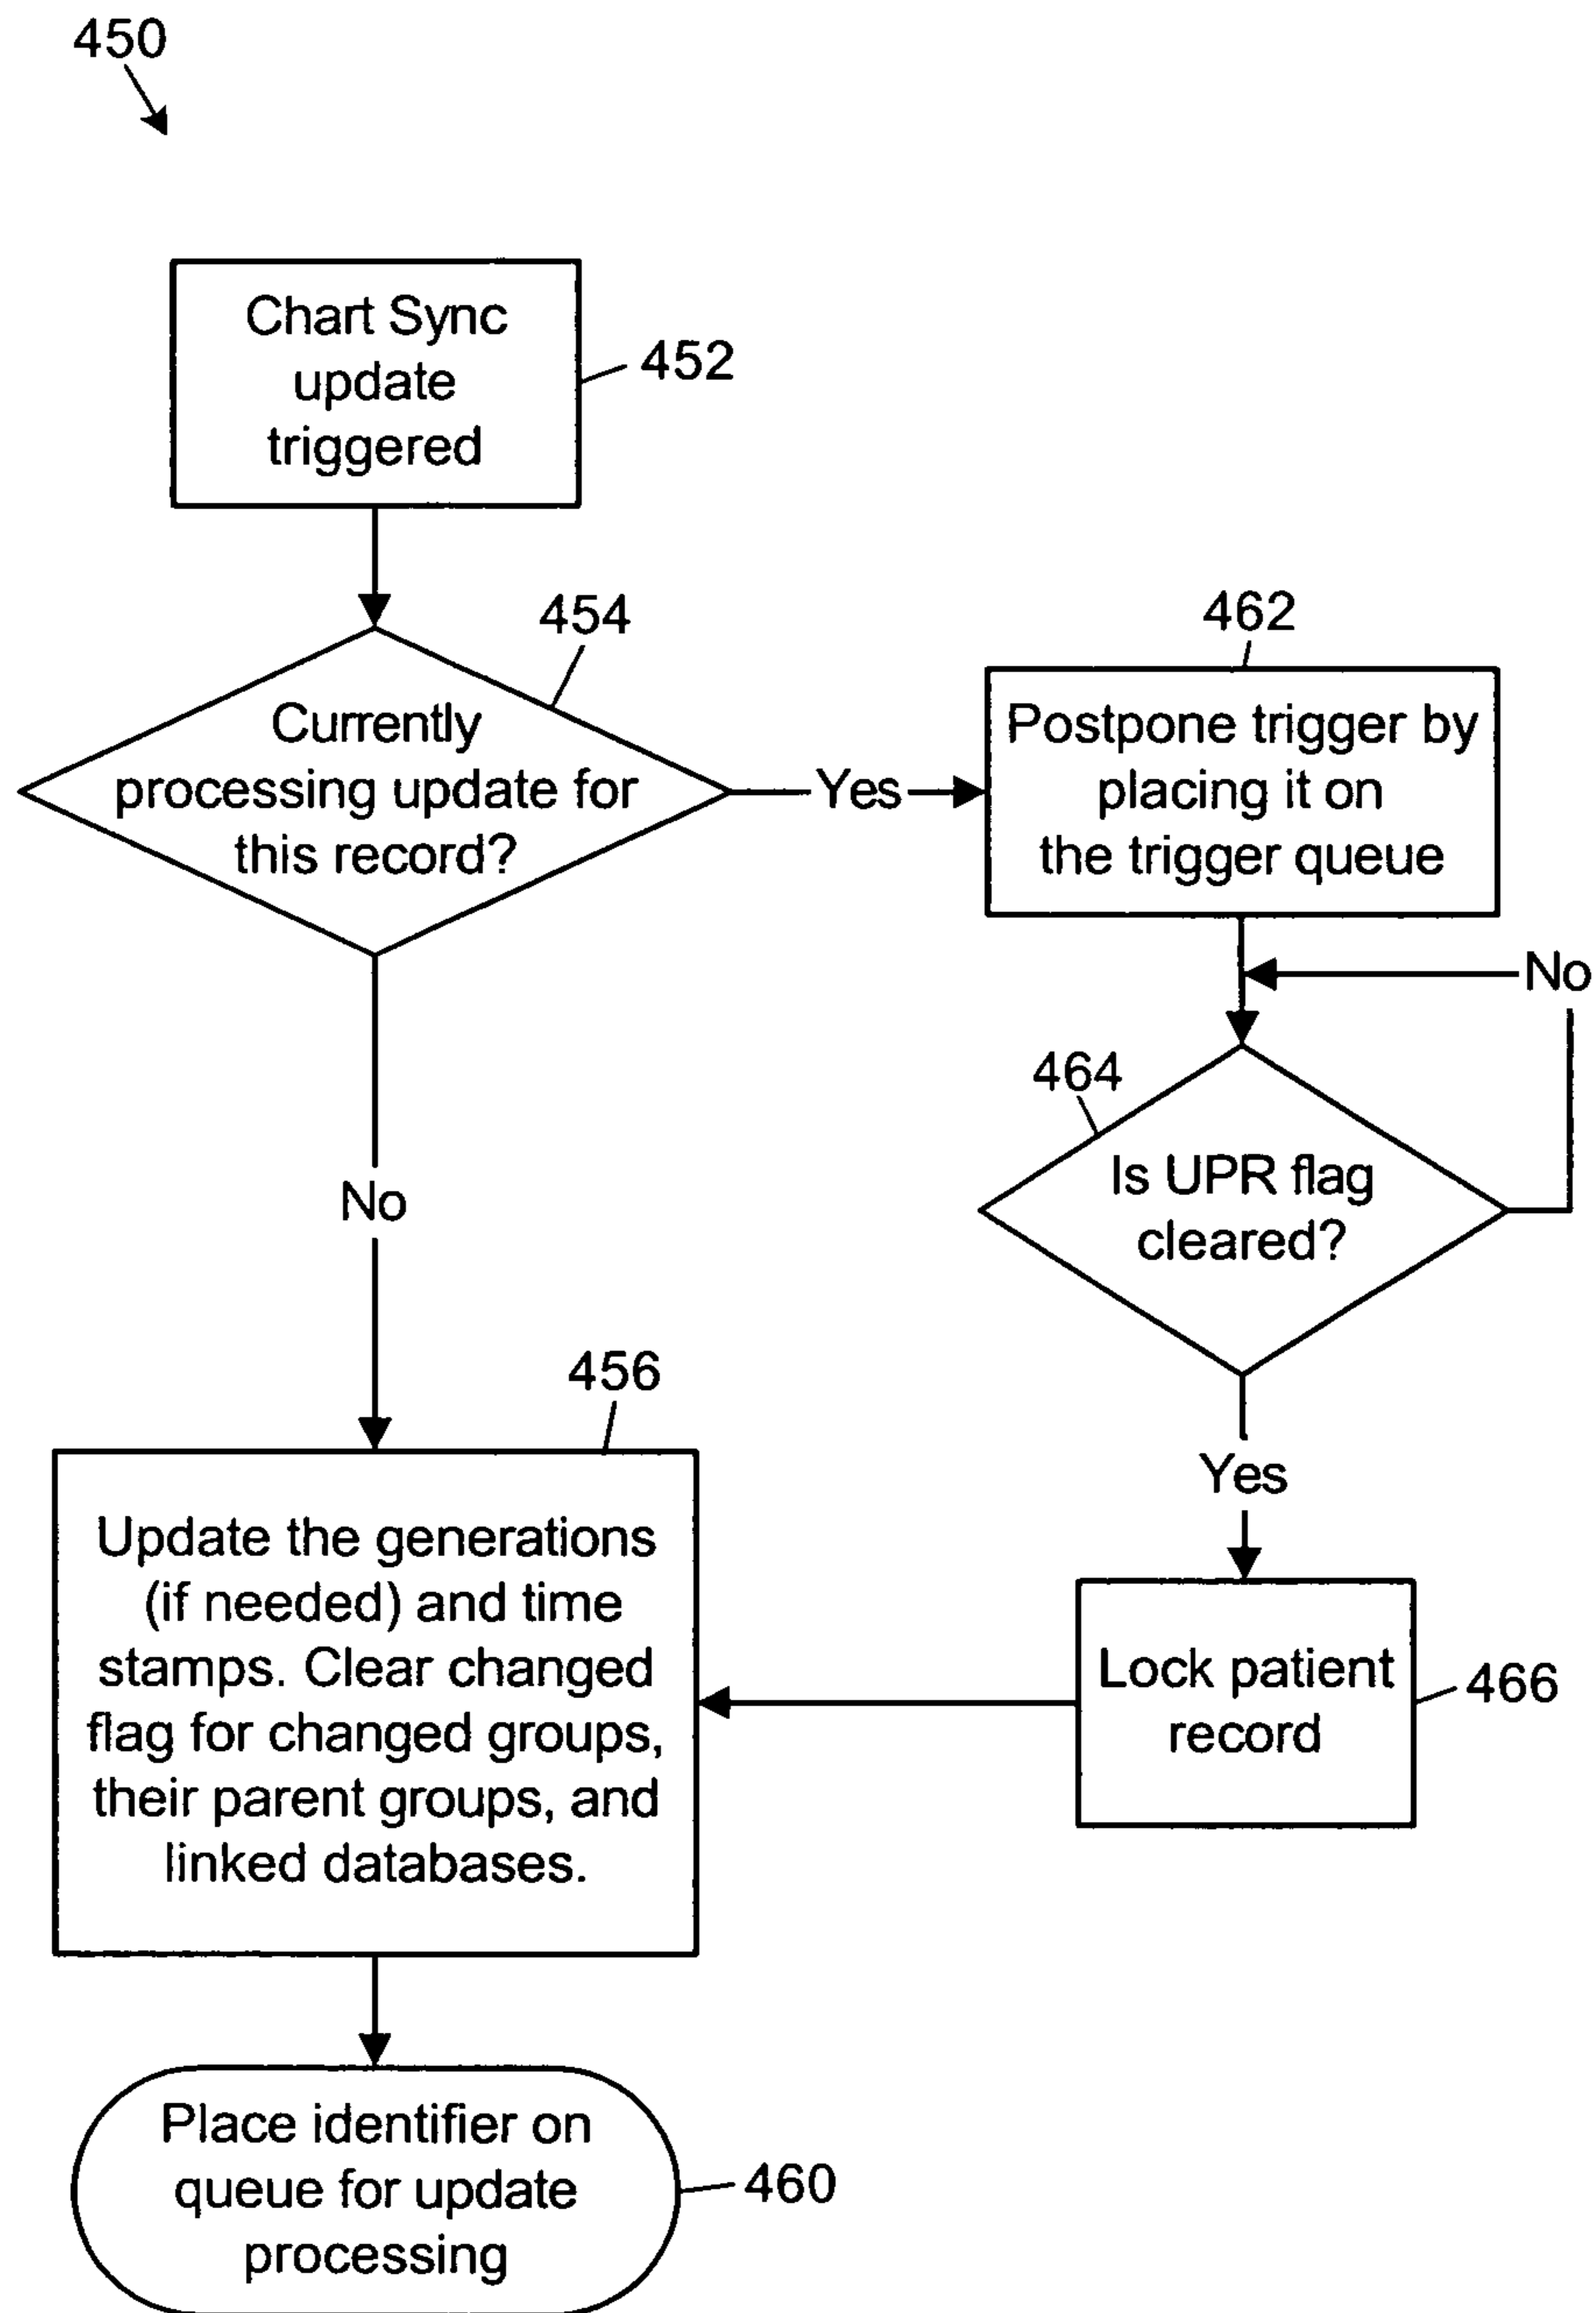 450
Chart Sync
update
triggered
452
454
Currently
processing update for
this record?
Yes
462
Postpone trigger by
placing it on
the trigger queue
No
464
Is UPR flag
cleared?
No
Yes
456
Update the generations
(if needed) and time
stamps. Clear changed
flag for changed groups,
their parent groups, and
linked databases.
Lock patient
record
466
Place identifier on
queue for update
processing
460